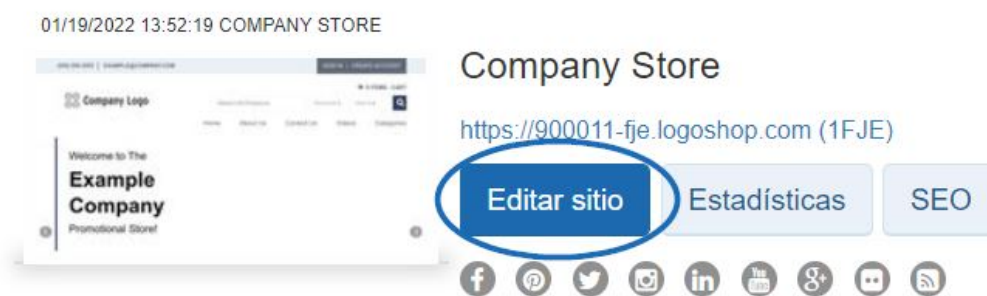 01/19/2022 13:52:19 COMPANY STORE
Company Logo
Home About Us Contact Us Videos Categories
Welcome to The
Example
Company
Promotional Store!
Company Store
https://900011-fje.logoshop.com (1FJE)
Editar sitio
Estadísticas
SEO